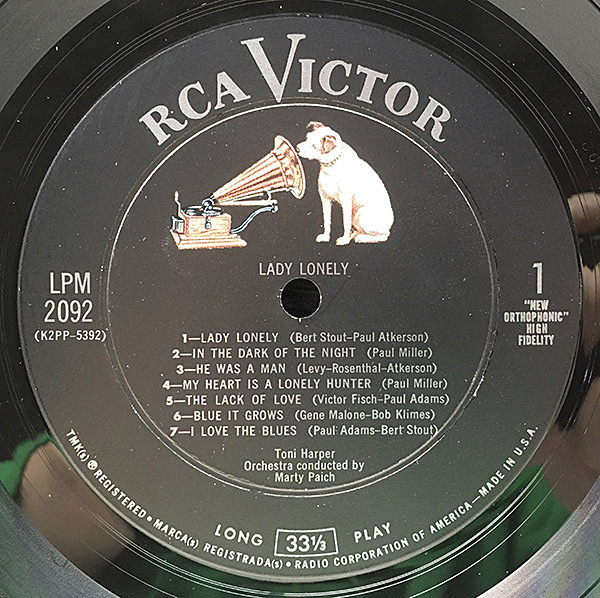 RCA VICTOR
LADY LONELY
LPM
2092
(K2PP-5392)
1
"NEW
ORTHOPHONIC"
HIGH
FIDELITY
1—LADY LONELY (Bert Stout-Paul Atkerson)
2—IN THE DARK OF THE NIGHT (Paul Miller)
3—HE WAS A MAN (Levy-Rosenthal-Atkerson)
4—MY HEART IS A LONELY HUNTER (Paul Miller)
5—THE LACK OF LOVE (Victor Fisch-Paul Adams)
6—BLUE IT GROWS (Gene Malone-Bob Klimes)
7—I LOVE THE BLUES (Paul Adams-Bert Stout)
Toni Harper
Orchestra conducted by
Marty Paich
LONG 33⅓ PLAY
TMK(s) ® REGISTERED • MARCA(s) REGISTRADA(s) • RADIO CORPORATION OF AMERICA—MADE IN U.S.A.